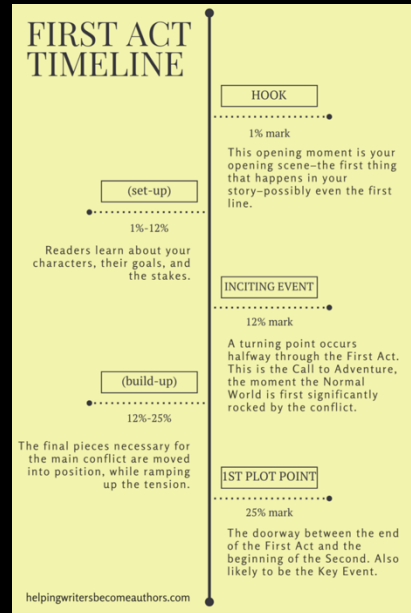 FIRST ACT
TIMELINE
HOOK
1% mark
This opening moment is your
opening scene–the first thing
that happens in your
story–possibly even the first
line.
(set-up)
1%-12%
Readers learn about your
characters, their goals, and
the stakes.
INCITING EVENT
12% mark
A turning point occurs
halfway through the First Act.
This is the Call to Adventure,
the moment the Normal
World is first significantly
rocked by the conflict.
(build-up)
12%-25%
The final pieces necessary for
the main conflict are moved
into position, while ramping
up the tension.
1ST PLOT POINT
25% mark
The doorway between the end
of the First Act and the
beginning of the Second. Also
likely to be the Key Event.
helpingwritersbecomeauthors.com